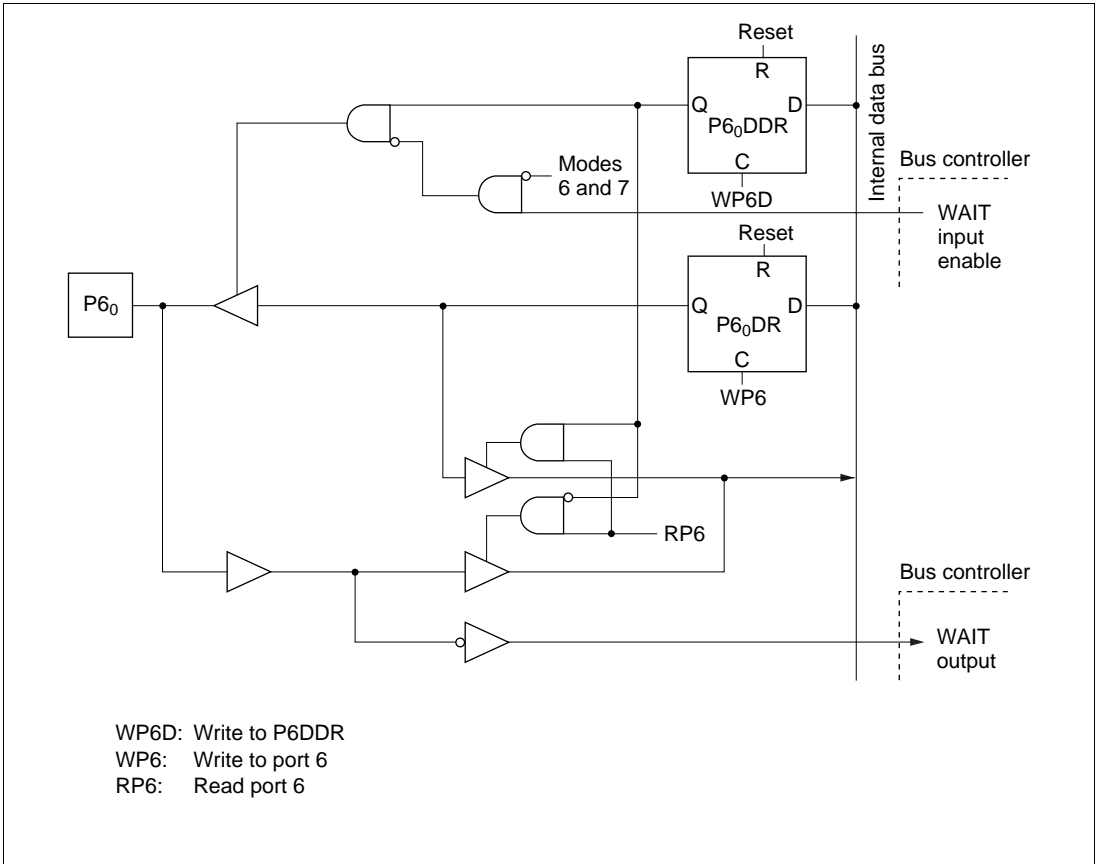 Reset
R
Q
D
P6₀DDR
C
WP6D
Internal data bus
Modes
6 and 7
Bus controller
WAIT
input
enable
Reset
R
Q
D
P6₀DR
C
WP6
P6₀
RP6
Bus controller
WAIT
output
WP6D: Write to P6DDR
WP6: Write to port 6
RP6: Read port 6